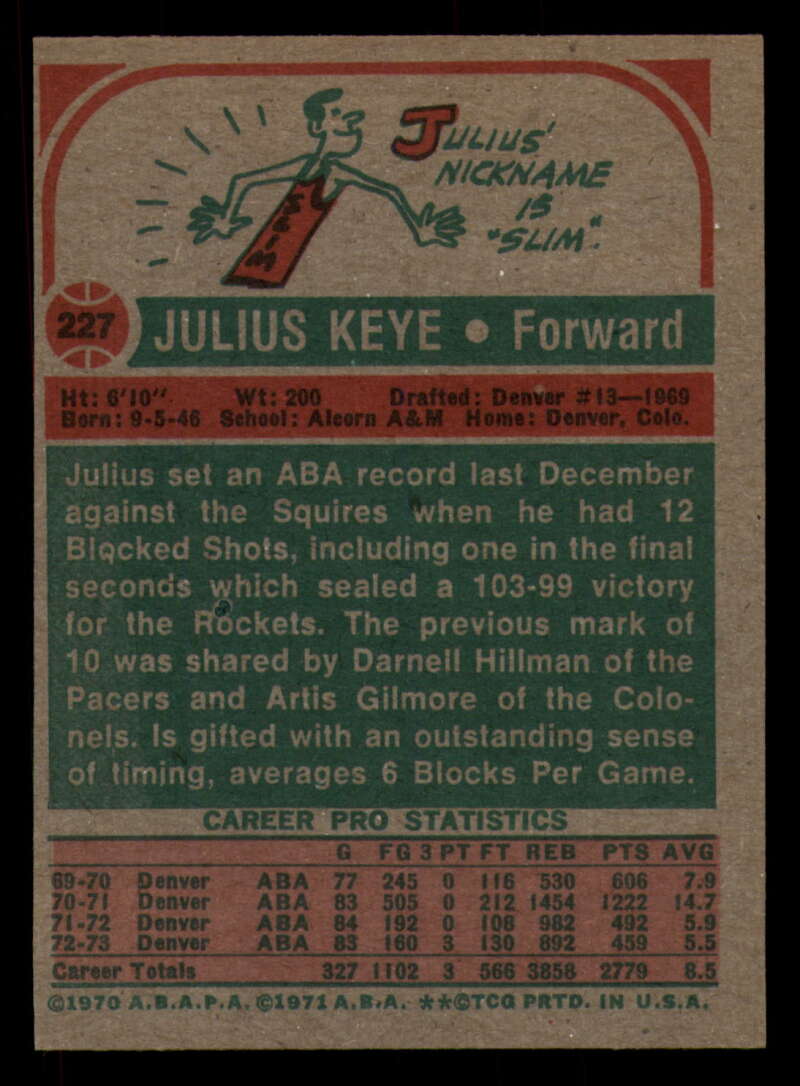 JULIUS'
NICKNAME
IS
"SLIM".
SLIM
227
JULIUS KEYE • Forward
Ht: 6'10" Wt: 200 Drafted: Denver #13—1969
Born: 9-5-46 School: Alcorn A&M Home: Denver, Colo.
Julius set an ABA record last December
against the Squires when he had 12
Blocked Shots, including one in the final
seconds which sealed a 103-99 victory
for the Rockets. The previous mark of
10 was shared by Darnell Hillman of the
Pacers and Artis Gilmore of the Colo-
nels. Is gifted with an outstanding sense
of timing, averages 6 Blocks Per Game.
CAREER PRO STATISTICS
G FG 3 PT FT REB PTS AVG
69-70 Denver ABA 77 245 0 116 530 606 7.9
70-71 Denver ABA 83 505 0 212 1454 1222 14.7
71-72 Denver ABA 84 192 0 108 982 492 5.9
72-73 Denver ABA 83 160 3 130 892 459 5.5
Career Totals 327 1102 3 566 3858 2779 8.5
©1970 A.B.A.P.A. ©1971 A.B.A. **©TCG PRTD. IN U.S.A.